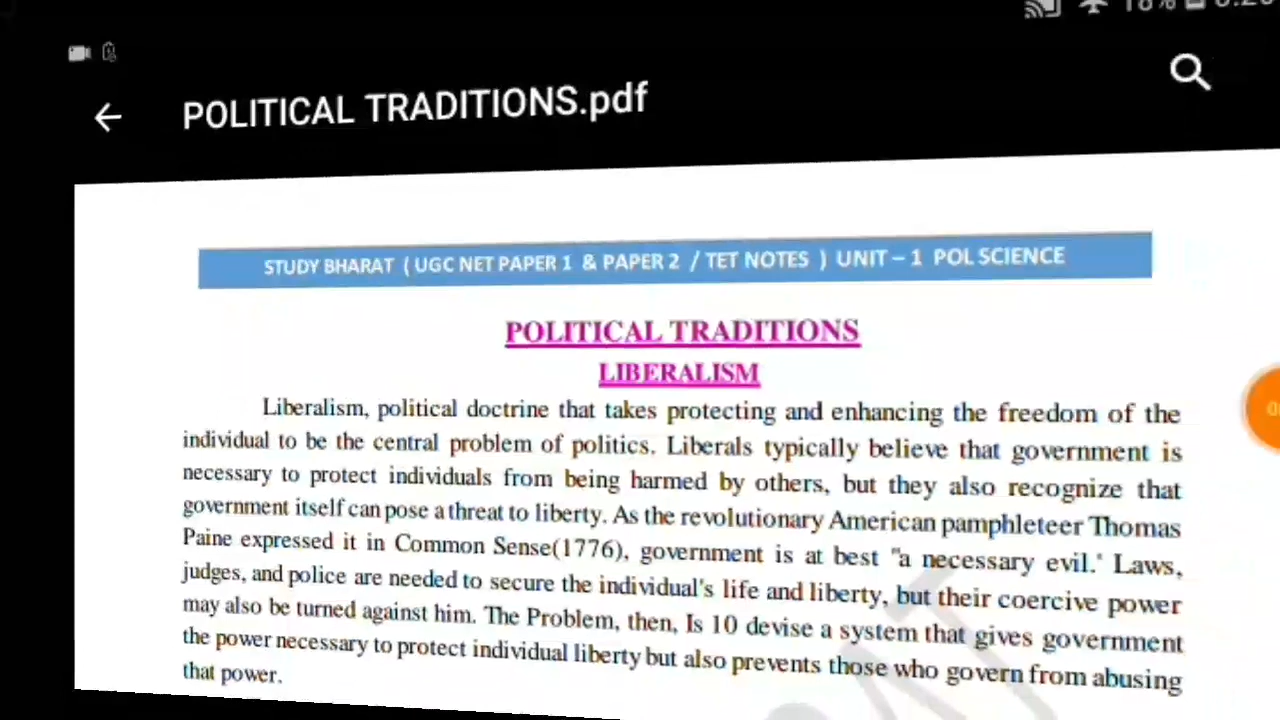 18%
POLITICAL TRADITIONS.pdf
STUDY BHARAT ( UGC NET PAPER 1 & PAPER 2 / TET NOTES ) UNIT – 1 POL SCIENCE
POLITICAL TRADITIONS
LIBERALISM
Liberalism, political doctrine that takes protecting and enhancing the freedom of the
individual to be the central problem of politics. Liberals typically believe that government is
necessary to protect individuals from being harmed by others, but they also recognize that
government itself can pose a threat to liberty. As the revolutionary American pamphleteer Thomas
Paine expressed it in Common Sense(1776), government is at best "a necessary evil.' Laws,
judges, and police are needed to secure the individual's life and liberty, but their coercive power
may also be turned against him. The Problem, then, Is 10 devise a system that gives government
the power necessary to protect individual liberty but also prevents those who govern from abusing
that power.